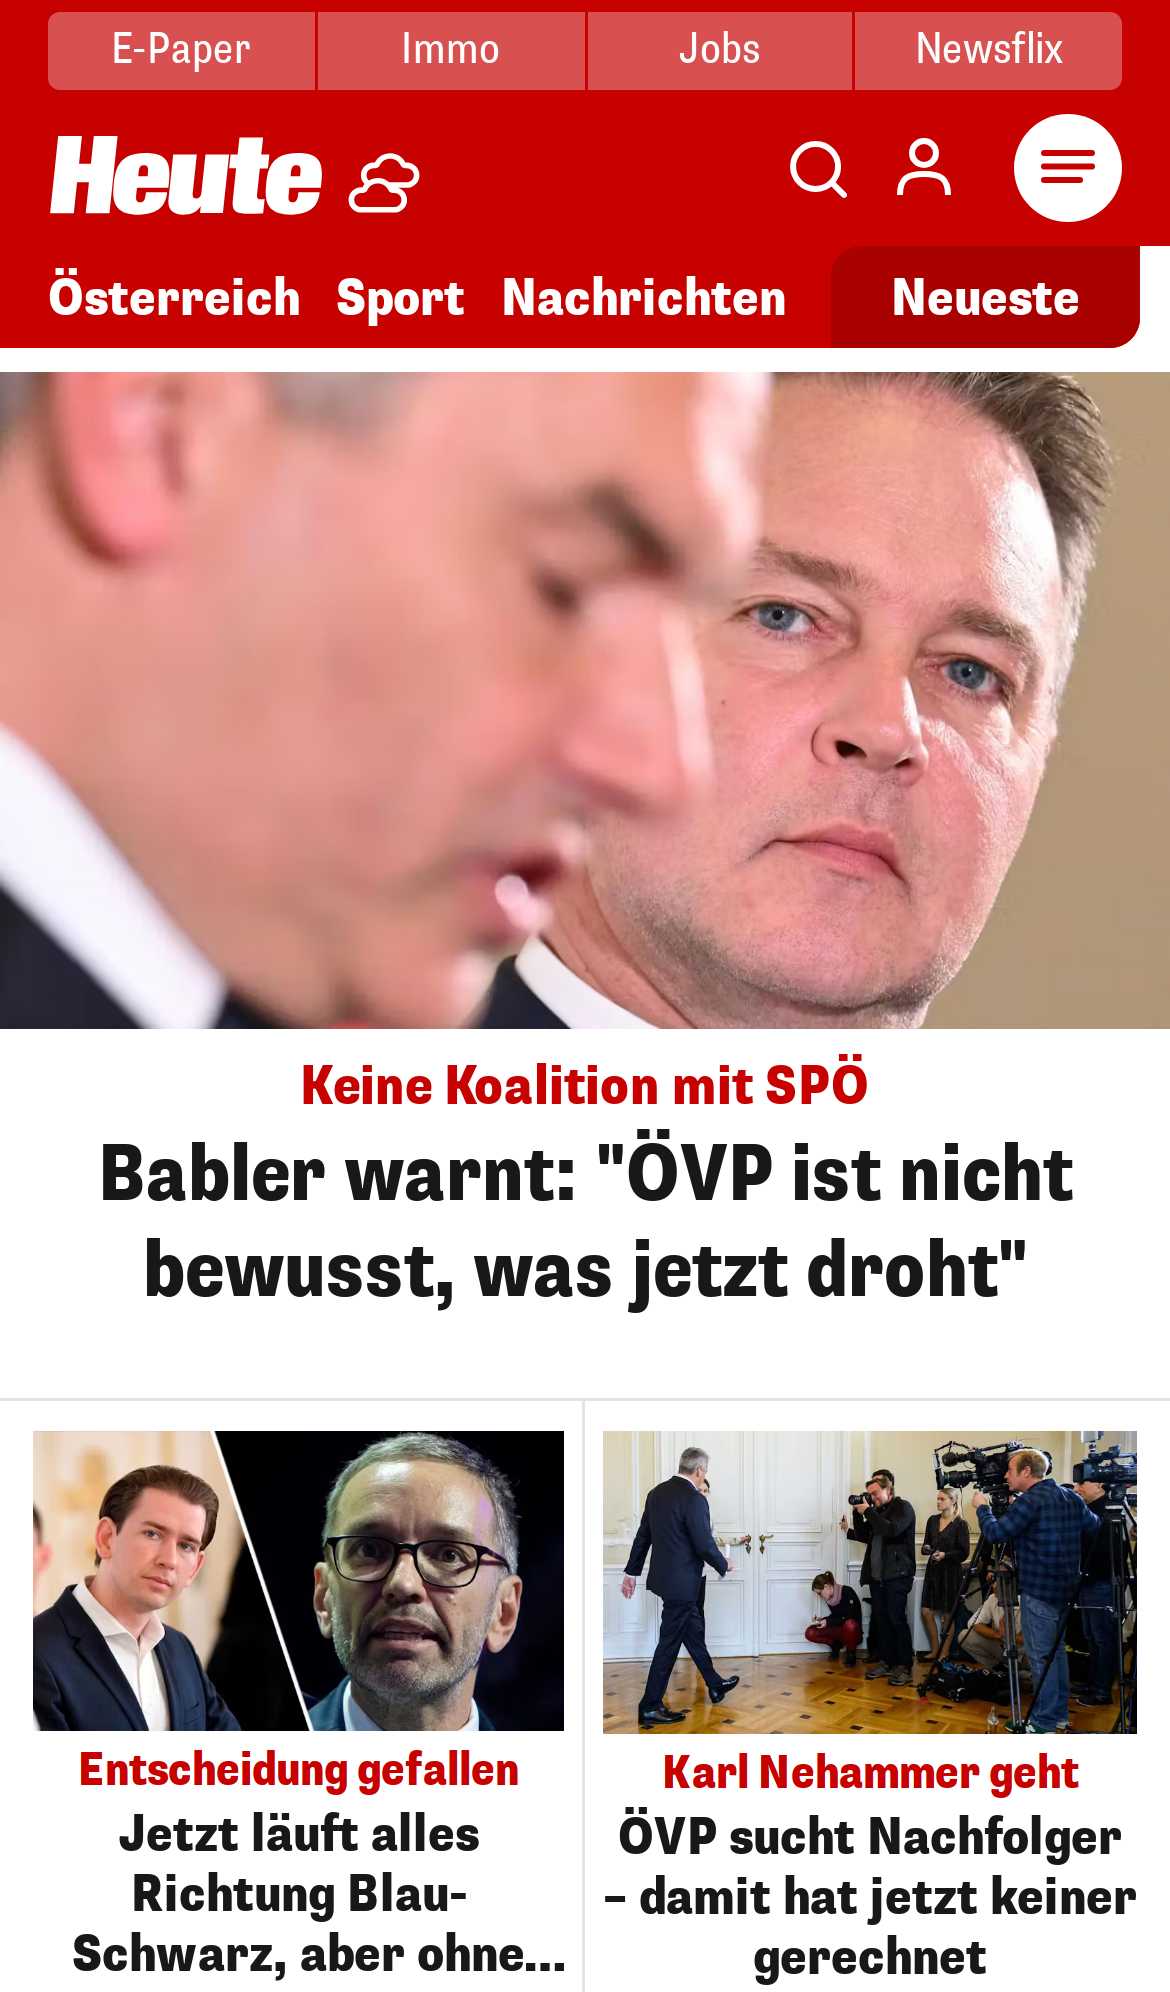 E-Paper
Immo
Jobs
Newsflix
Heute
Österreich
Sport
Nachrichten
Neueste
Keine Koalition mit SPÖ
Babler warnt: "ÖVP ist nicht
bewusst, was jetzt droht"
Entscheidung gefallen
Jetzt läuft alles
Richtung Blau-
Schwarz, aber ohne...
Karl Nehammer geht
ÖVP sucht Nachfolger
– damit hat jetzt keiner
gerechnet